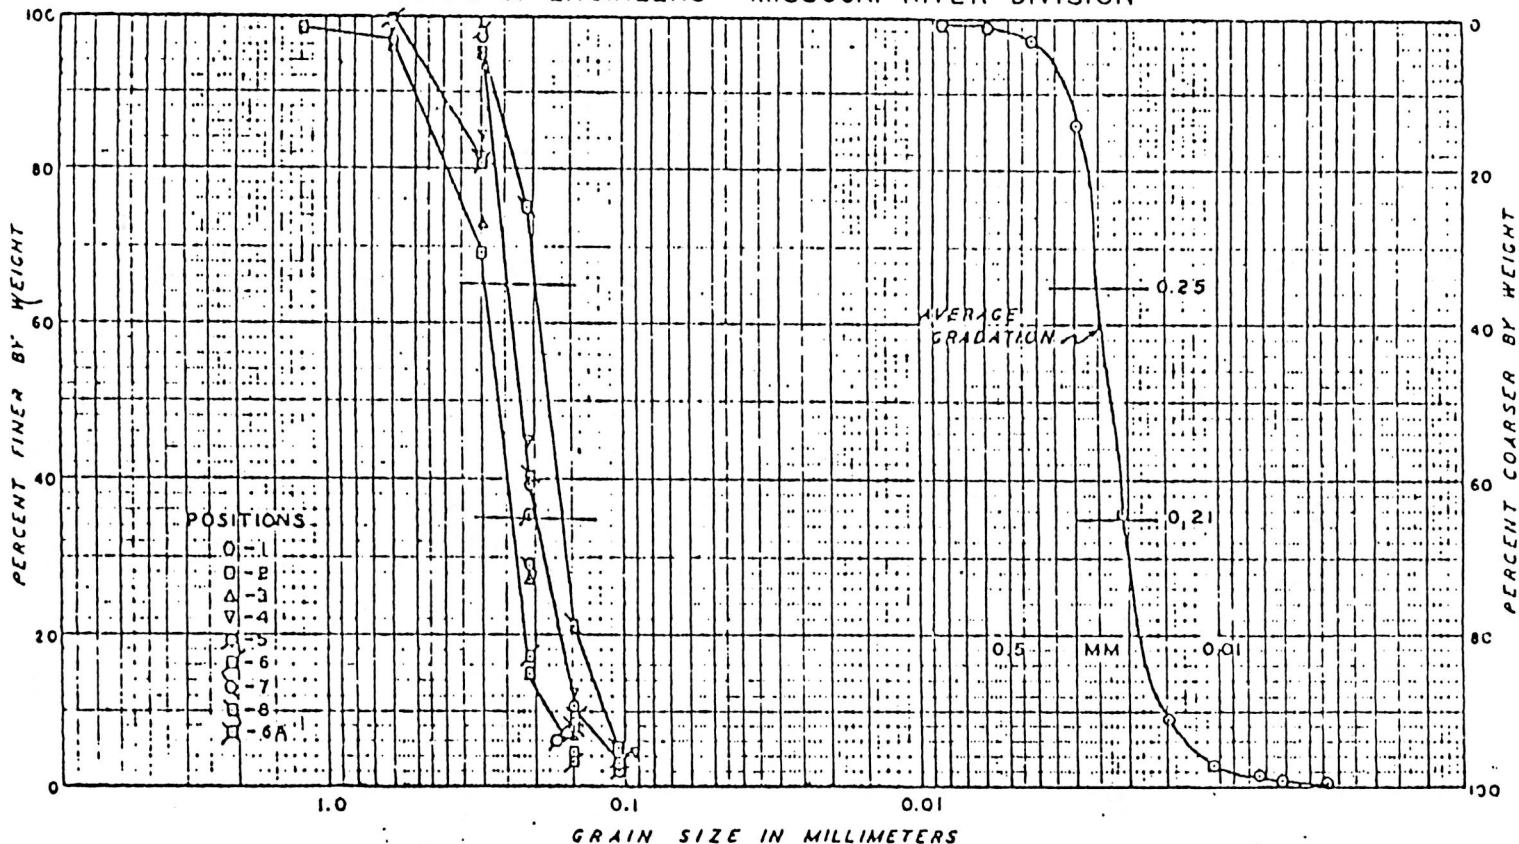 ENGINEERS - MISSOURI RIVER DIVISION
100
80
60
40
20
0
PERCENT FINER BY WEIGHT
0
20
40
60
80
100
PERCENT COARSER BY WEIGHT
0.25
AVERAGE
GRADATION
0.21
0.5 MM 0.01
POSITIONS
-1
-2
-3
-4
-5
-6
-7
-8
-6A
1.0 0.1 0.01
GRAIN SIZE IN MILLIMETERS